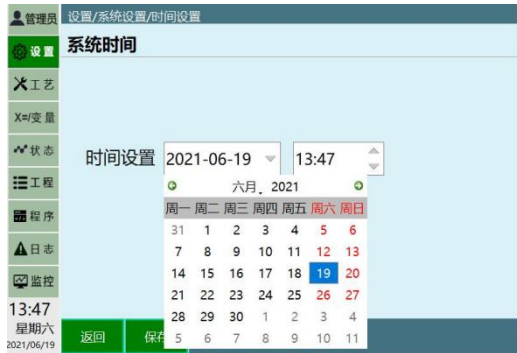 管理员
设置/系统设置/时间设置
系统时间
设置
工艺
X=/变量
状态
工程
程序
日志
监控
时间设置 2021-06-19 13:47
六月, 2021
周一 周二 周三 周四 周五 周六 周日
31 1 2 3 4 5 6
7 8 9 10 11 12 13
14 15 16 17 18 19 20
21 22 23 24 25 26 27
28 29 30 1 2 3 4
5 6 7 8 9 10 11
13:47
星期六
2021/06/19
返回
保